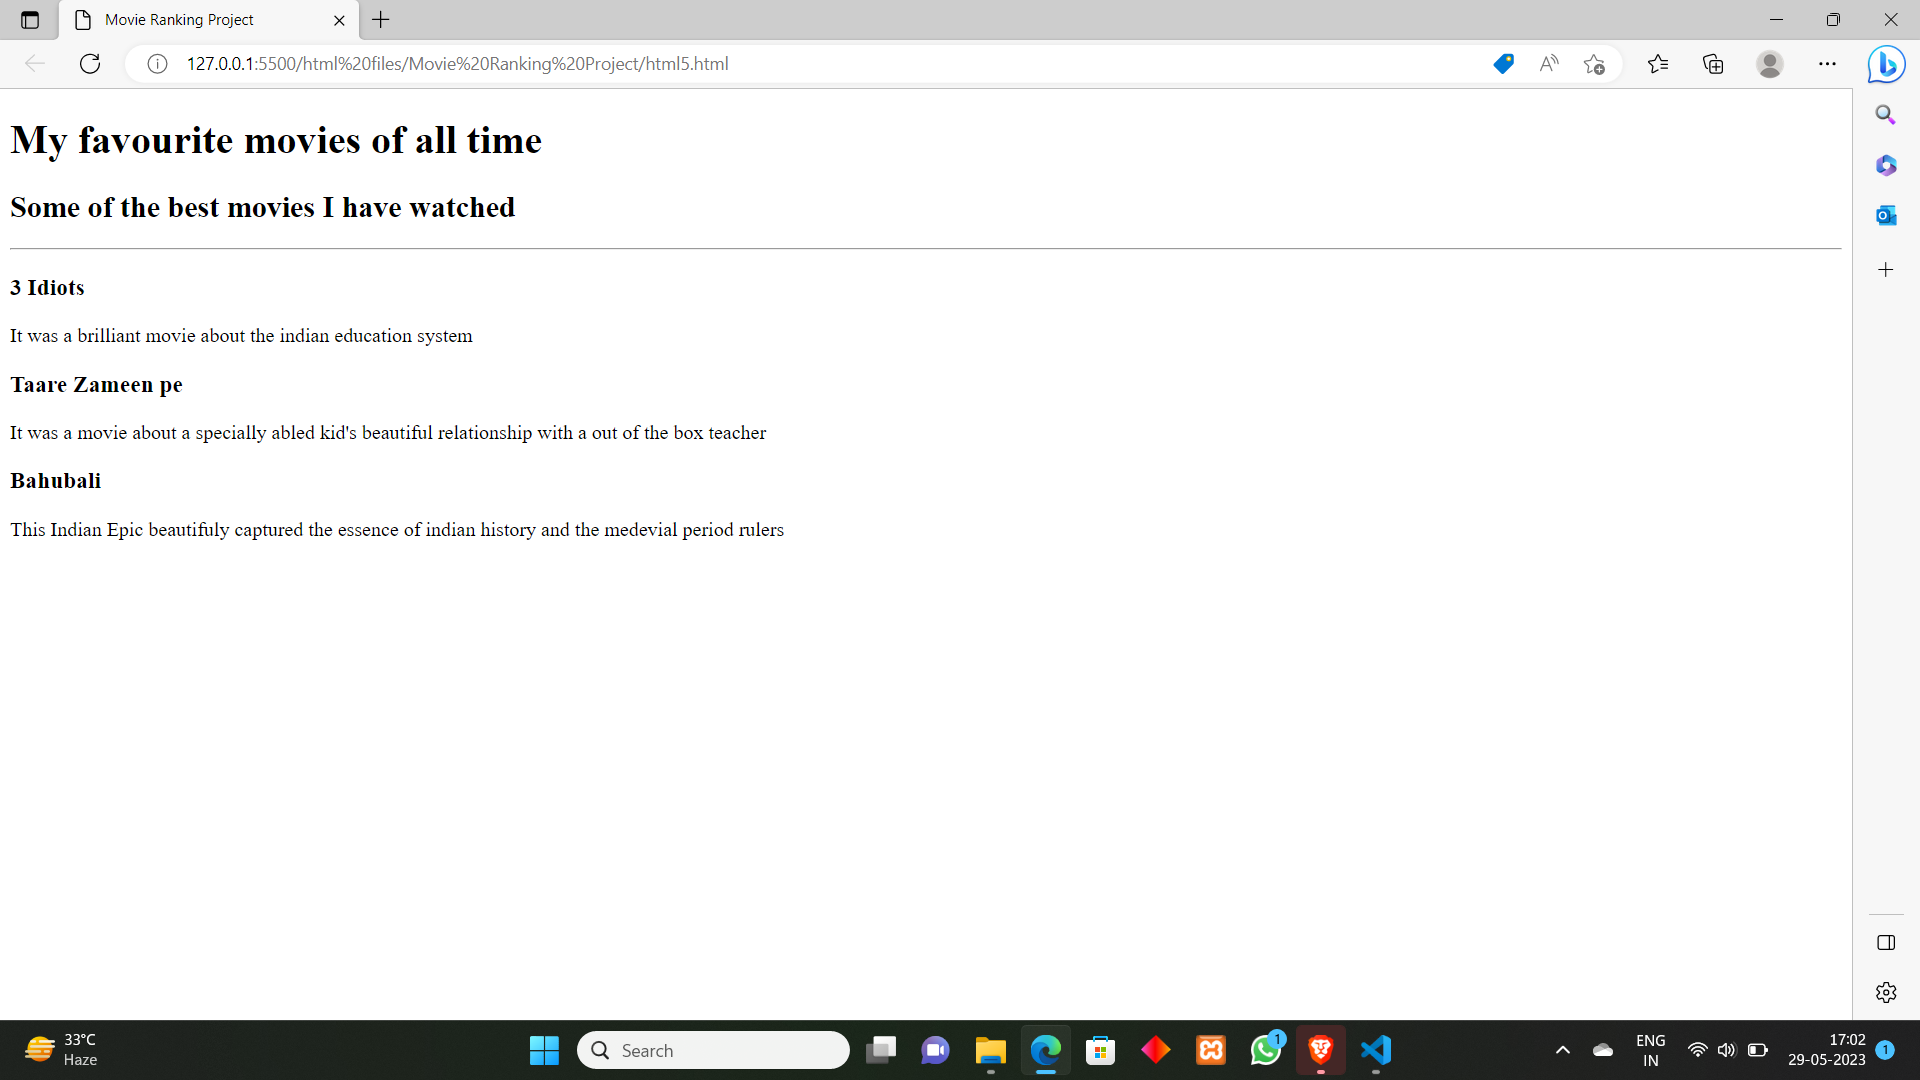 Movie Ranking Project
127.0.0.1:5500/html%20files/Movie%20Ranking%20Project/html5.html
My favourite movies of all time
Some of the best movies I have watched
3 Idiots
It was a brilliant movie about the indian education system
Taare Zameen pe
It was a movie about a specially abled kid's beautiful relationship with a out of the box teacher
Bahubali
This Indian Epic beautifuly captured the essence of indian history and the medevial period rulers
33°C
Haze
Search
1
ENG
IN
17:02
29-05-2023
1